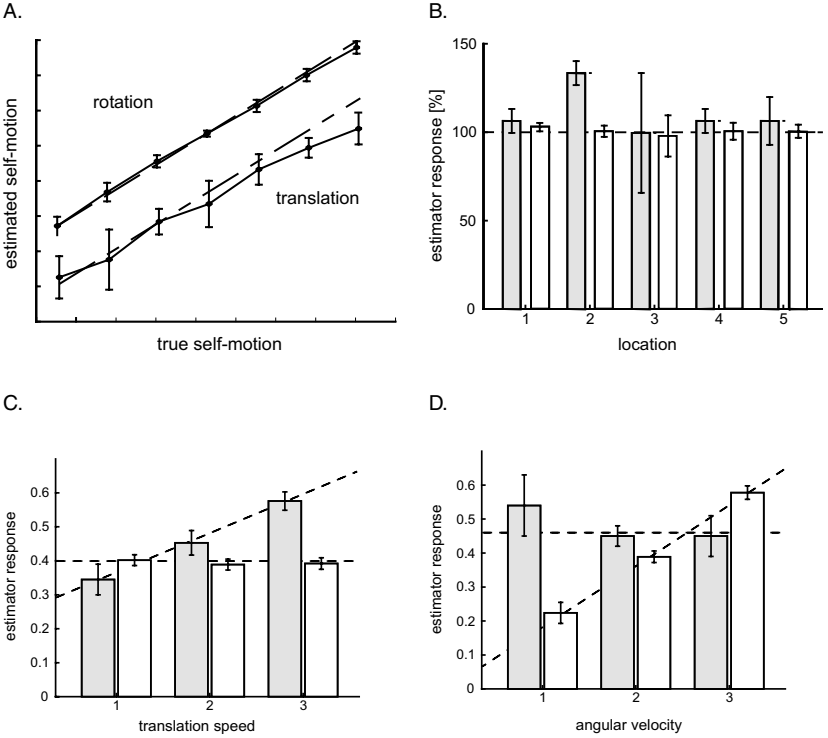 A.
estimated self-motion
rotation
translation
true self-motion
B.
estimator response [%]
150
100
50
0
1 2 3 4 5
location
C.
estimator response
0.6
0.5
0.4
0.3
0.2
0.1
0
1 2 3
translation speed
D.
estimator response
0.6
0.5
0.4
0.3
0.2
0.1
0
1 2 3
angular velocity